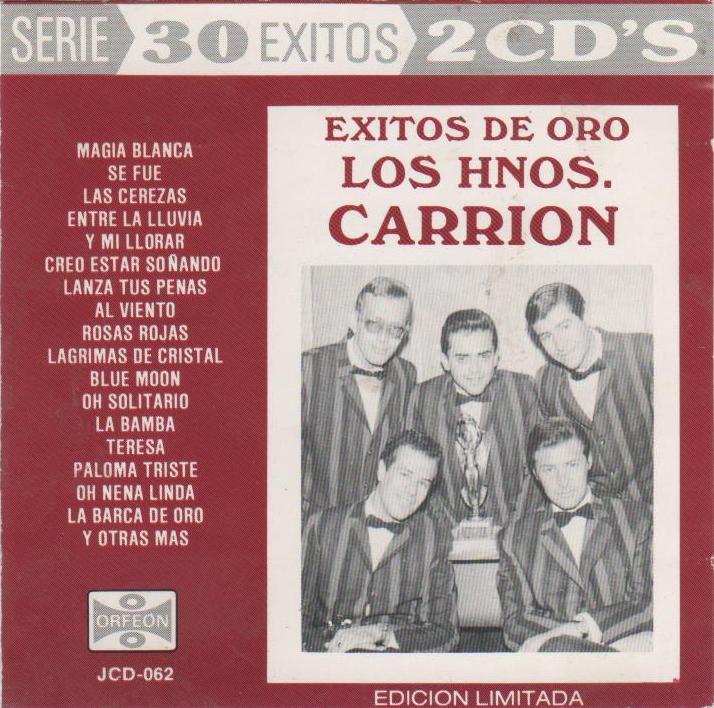 SERIE 30 EXITOS 2CD'S
EXITOS DE ORO
LOS HNOS.
CARRION
MAGIA BLANCA
SE FUE
LAS CEREZAS
ENTRE LA LLUVIA
Y MI LLORAR
CREO ESTAR SOÑANDO
LANZA TUS PENAS
AL VIENTO
ROSAS ROJAS
LAGRIMAS DE CRISTAL
BLUE MOON
OH SOLITARIO
LA BAMBA
TERESA
PALOMA TRISTE
OH NENA LINDA
LA BARCA DE ORO
Y OTRAS MAS
ORFEON
JCD-062
EDICION LIMITADA